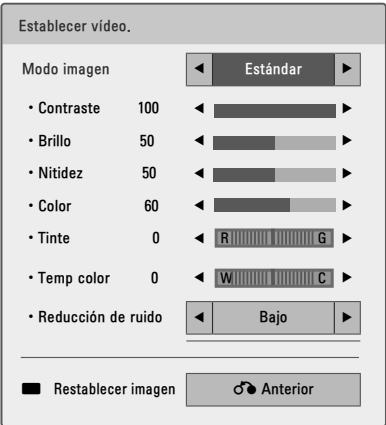 Establecer vídeo.
Modo imagen ◄ Estándar ►
• Contraste 100 ◄ ►
• Brillo 50 ◄ ►
• Nitidez 50 ◄ ►
• Color 60 ◄ ►
• Tinte 0 ◄ R G ►
• Temp color 0 ◄ W C ►
• Reducción de ruido ◄ Bajo ►
Restablecer imagen Anterior